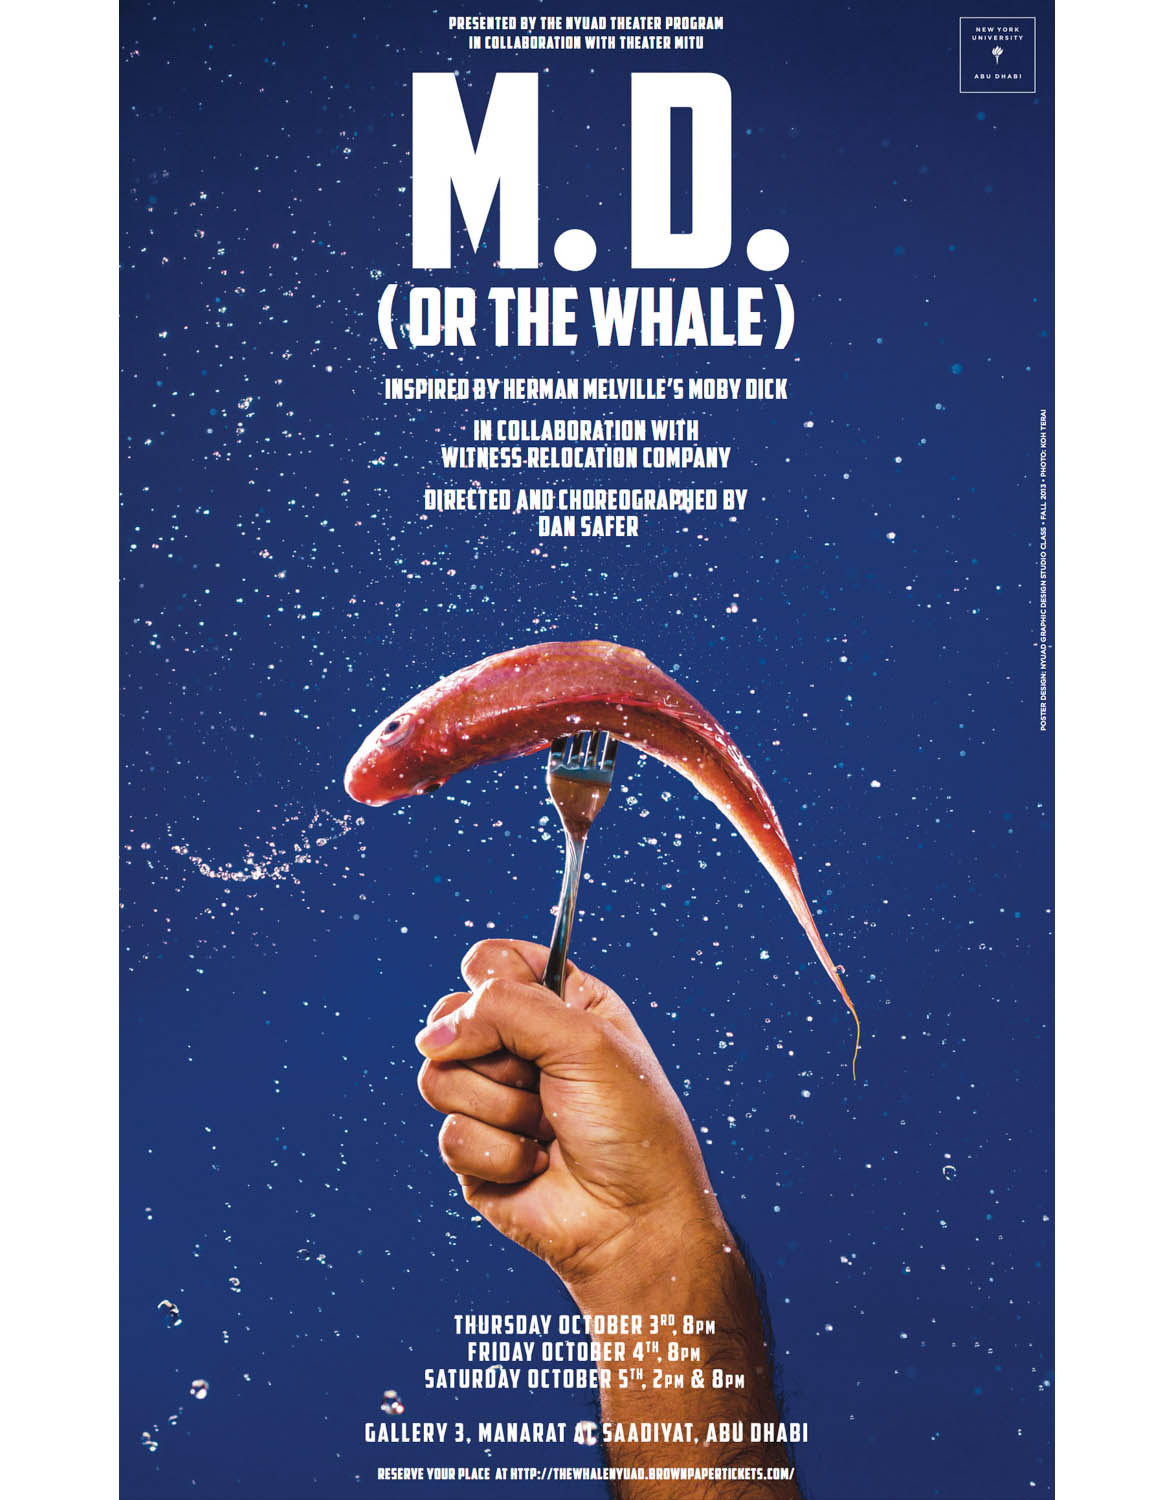 PRESENTED BY THE NYUAD THEATER PROGRAM
IN COLLABORATION WITH THEATER MITU
NEW YORK
UNIVERSITY
ABU DHABI
M.D.
(OR THE WHALE)
INSPIRED BY HERMAN MELVILLE'S MOBY DICK
IN COLLABORATION WITH
WITNESS RELOCATION COMPANY
DIRECTED AND CHOREOGRAPHED BY
DAN SAFER
POSTER DESIGN: NYUAD GRAPHIC DESIGN STUDIO CLASS • FALL 2013 • PHOTO: KOH TERAI
THURSDAY OCTOBER 3RD, 8PM
FRIDAY OCTOBER 4TH, 8PM
SATURDAY OCTOBER 5TH, 2PM & 8PM
GALLERY 3, MANARAT AL SAADIYAT, ABU DHABI
RESERVE YOUR PLACE AT HTTP://THEWHALENYUAD.BROWNPAPERTICKETS.COM/